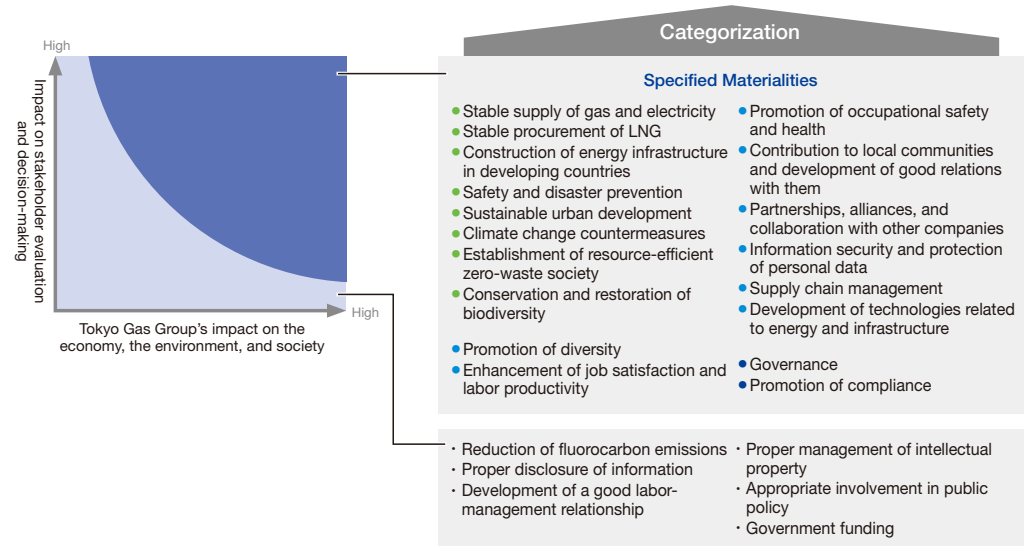 High
Impact on stakeholder evaluation
and decision-making
High
Tokyo Gas Group's impact on the
economy, the environment, and society
Categorization
Specified Materialities
● Stable supply of gas and electricity
● Stable procurement of LNG
● Construction of energy infrastructure
in developing countries
● Safety and disaster prevention
● Sustainable urban development
● Climate change countermeasures
● Establishment of resource-efficient
zero-waste society
● Conservation and restoration of
biodiversity
● Promotion of diversity
● Enhancement of job satisfaction and
labor productivity
● Promotion of occupational safety
and health
● Contribution to local communities
and development of good relations
with them
● Partnerships, alliances, and
collaboration with other companies
● Information security and protection
of personal data
● Supply chain management
● Development of technologies related
to energy and infrastructure
● Governance
● Promotion of compliance
・ Reduction of fluorocarbon emissions
・ Proper disclosure of information
・ Development of a good labor-
management relationship
・ Proper management of intellectual
property
・ Appropriate involvement in public
policy
・ Government funding